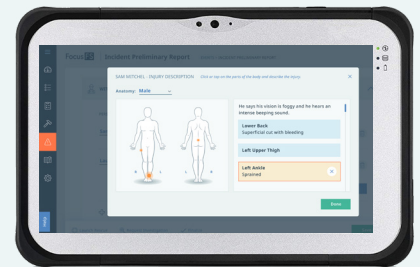 Focus
Incident Preliminary Report
SAM WITCHEL - INJURY DESCRIPTION
Click or tap on the parts of the body and describe the injury.
Anatomy: Male
He says his vision is foggy and he hears an
intense beeping sound.
Lower Back
Superficial cut with bleeding
Left Upper Thigh
Left Ankle
Sprained
R L
L R
Done